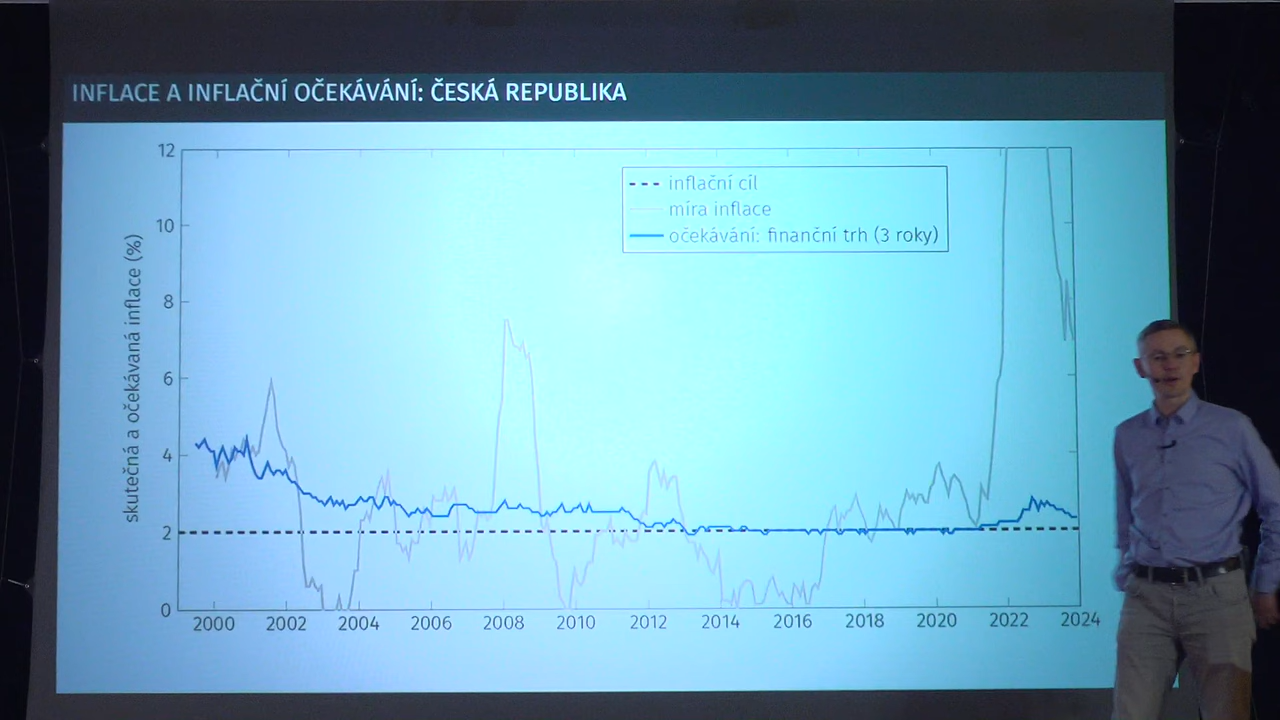 INFLACE A INFLAČNÍ OČEKÁVÁNÍ: ČESKÁ REPUBLIKA
12
10
8
6
4
2
0
skutečná a očekávaná inflace (%)
inflační cíl
míra inflace
očekávání: finanční trh (3 roky)
2000 2002 2004 2006 2008 2010 2012 2014 2016 2018 2020 2022 2024